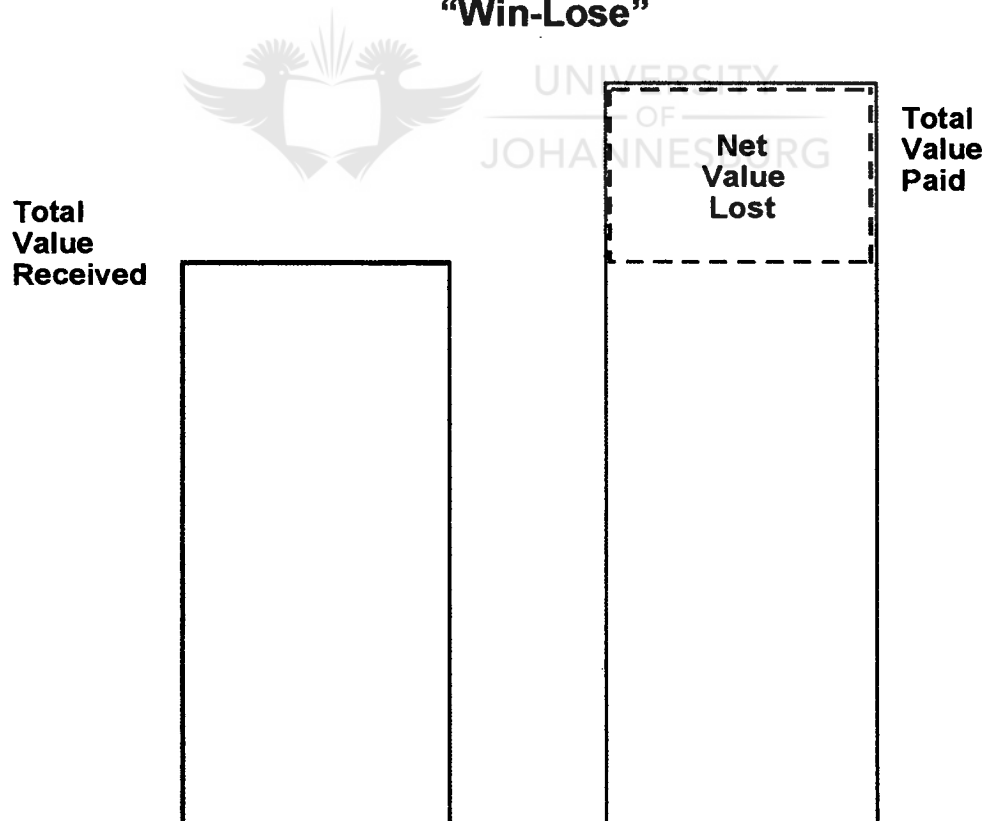 “Win-Lose”
UNIVERSITY
OF
JOHANNESBURG
Total
Value
Paid
Net
Value
Lost
Total
Value
Received